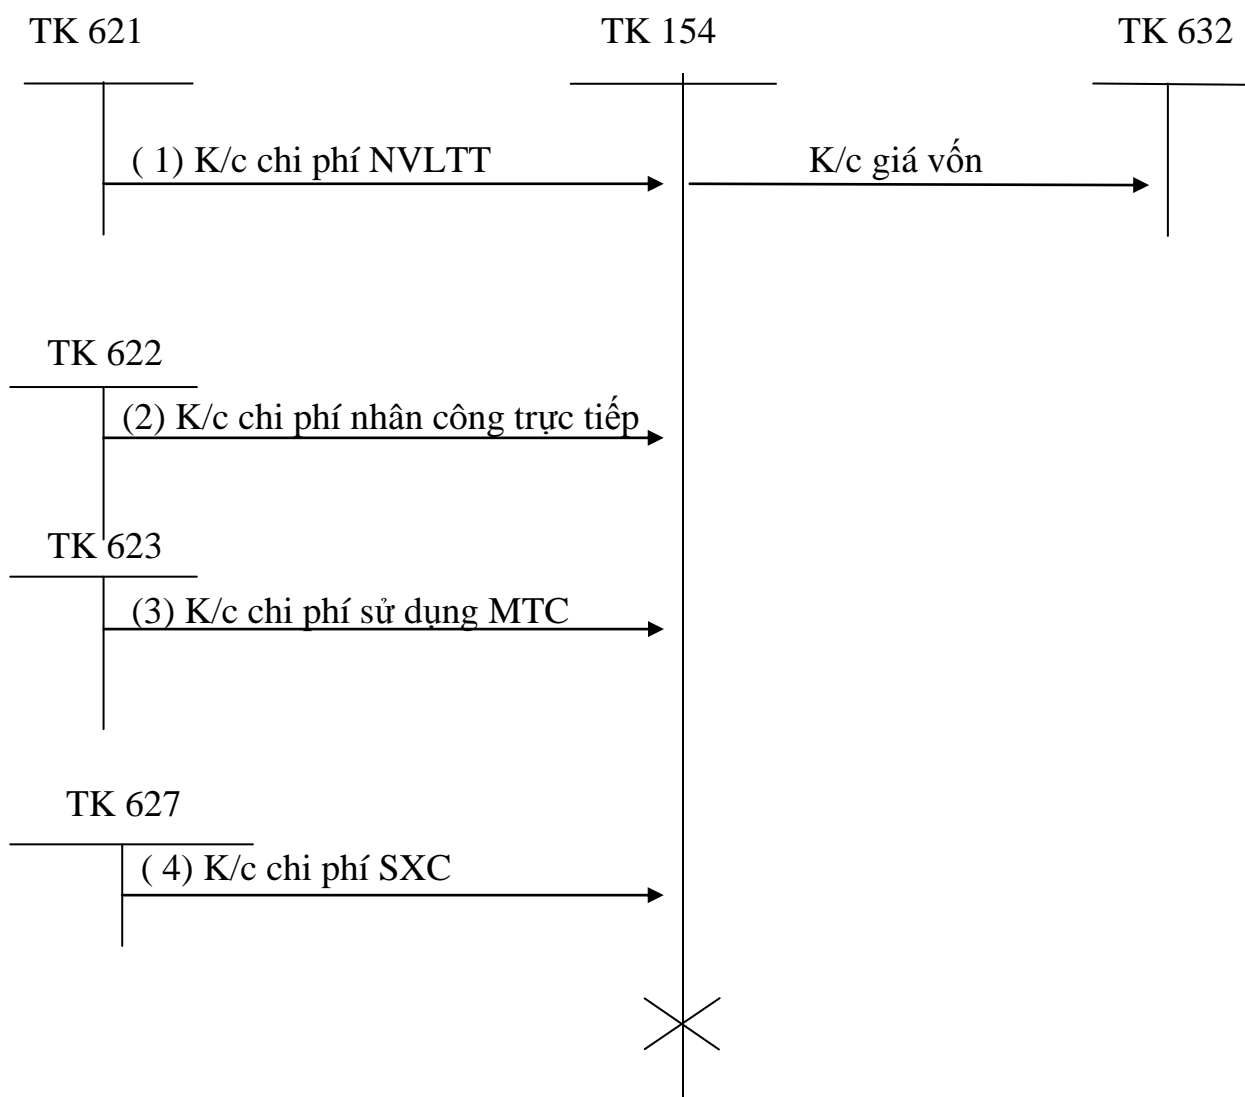 TK 621
TK 154
TK 632
( 1) K/c chi phí NVLTT
K/c giá vốn
TK 622
(2) K/c chi phí nhân công trực tiếp
TK 623
(3) K/c chi phí sử dụng MTC
TK 627
( 4) K/c chi phí SXC